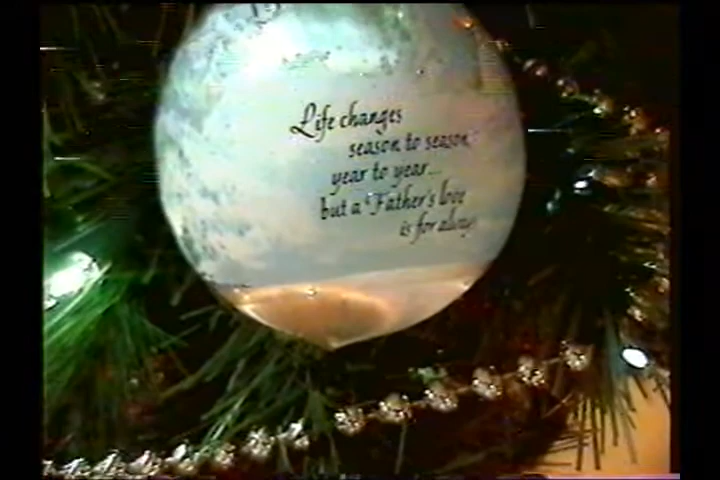 Life changes
season to season
year to year...
but a Father's love
is for always